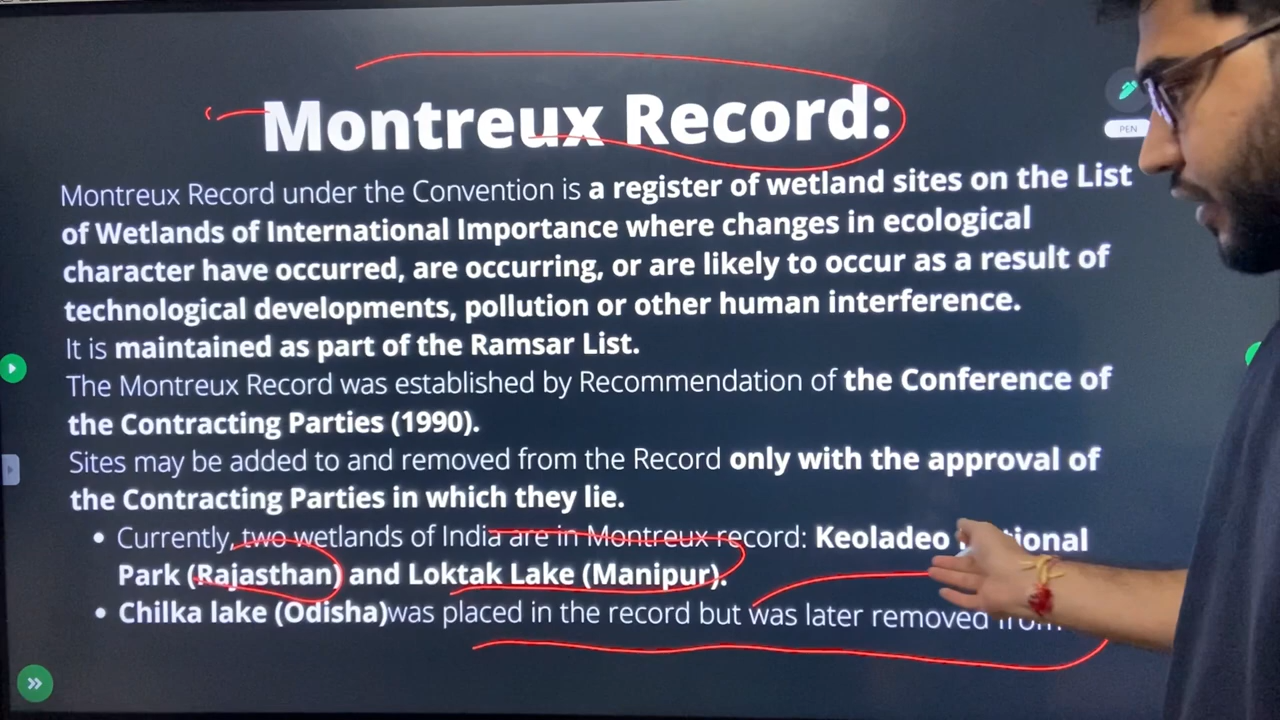 Montreux Record:
PEN
Montreux Record under the Convention is a register of wetland sites on the List
of Wetlands of International Importance where changes in ecological
character have occurred, are occurring, or are likely to occur as a result of
technological developments, pollution or other human interference.
It is maintained as part of the Ramsar List.
The Montreux Record was established by Recommendation of the Conference of
the Contracting Parties (1990).
Sites may be added to and removed from the Record only with the approval of
the Contracting Parties in which they lie.
• Currently, two wetlands of India are in Montreux record: Keoladeo
Park (Rajasthan) and Loktak Lake (Manipur).
• Chilka lake (Odisha)was placed in the record but was later removed